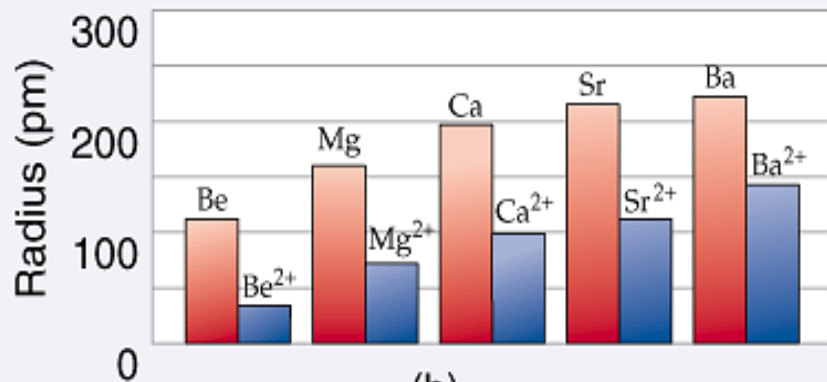 300
200
100
0
Radius (pm)
Be
Be²⁺
Mg
Mg²⁺
Ca
Ca²⁺
Sr
Sr²⁺
Ba
Ba²⁺
(b)